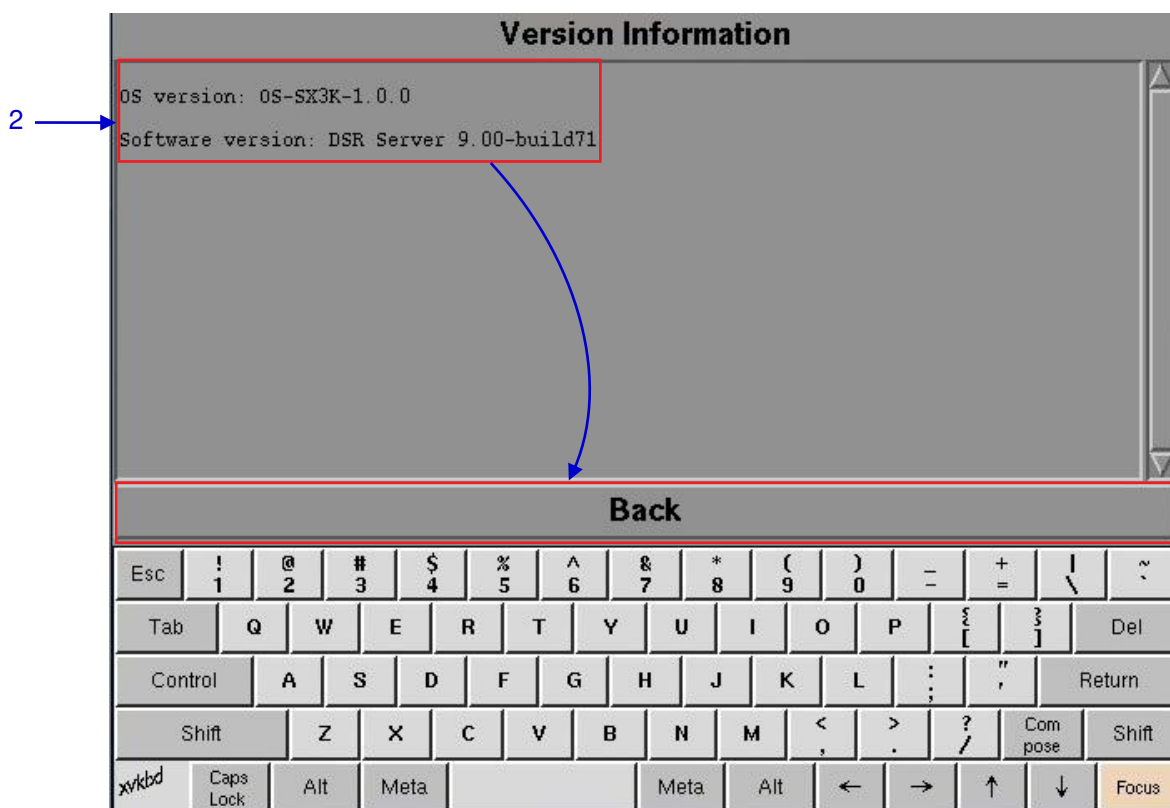 Version Information
OS version: OS-SX3K-1.0.0
2
Software version: DSR Server 9.00-build71
Back
Esc ! 1 @ 2 # 3 $ 4 % 5 ^ 6 & 7 * 8 ( 9 ) 0 _ - + = | \ ~ `
Tab Q W E R T Y U I O P { [ } ] Del
Control A S D F G H J K L : ; " ' Return
Shift Z X C V B N M < , > . ? / Com pose Shift
xvkbd Caps Lock Alt Meta Meta Alt ← → ↑ ↓ Focus